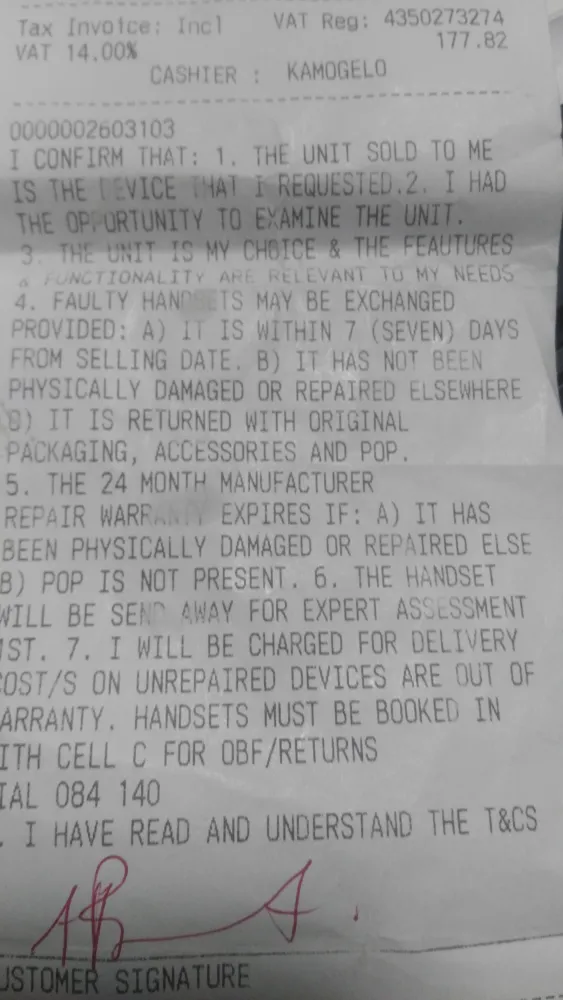 Tax Invoice: Incl VAT Reg: 4350273274
VAT 14.00% 177.82
CASHIER : KAMOGELO
0000002603103
I CONFIRM THAT: 1. THE UNIT SOLD TO ME
IS THE DEVICE THAT I REQUESTED.2. I HAD
THE OPPORTUNITY TO EXAMINE THE UNIT.
3. THE UNIT IS MY CHOICE & THE FEAUTURES
& FUNCTIONALITY ARE RELEVANT TO MY NEEDS
4. FAULTY HANDSETS MAY BE EXCHANGED
PROVIDED: A) IT IS WITHIN 7 (SEVEN) DAYS
FROM SELLING DATE. B) IT HAS NOT BEEN
PHYSICALLY DAMAGED OR REPAIRED ELSEWHERE
B) IT IS RETURNED WITH ORIGINAL
PACKAGING, ACCESSORIES AND POP.
5. THE 24 MONTH MANUFACTURER
REPAIR WARRANTY EXPIRES IF: A) IT HAS
BEEN PHYSICALLY DAMAGED OR REPAIRED ELSE
B) POP IS NOT PRESENT. 6. THE HANDSET
WILL BE SEND AWAY FOR EXPERT ASSESSMENT
1ST. 7. I WILL BE CHARGED FOR DELIVERY
COST/S ON UNREPAIRED DEVICES ARE OUT OF
ARRANTY. HANDSETS MUST BE BOOKED IN
ITH CELL C FOR OBF/RETURNS
IAL 084 140
. I HAVE READ AND UNDERSTAND THE T&CS
USTOMER SIGNATURE